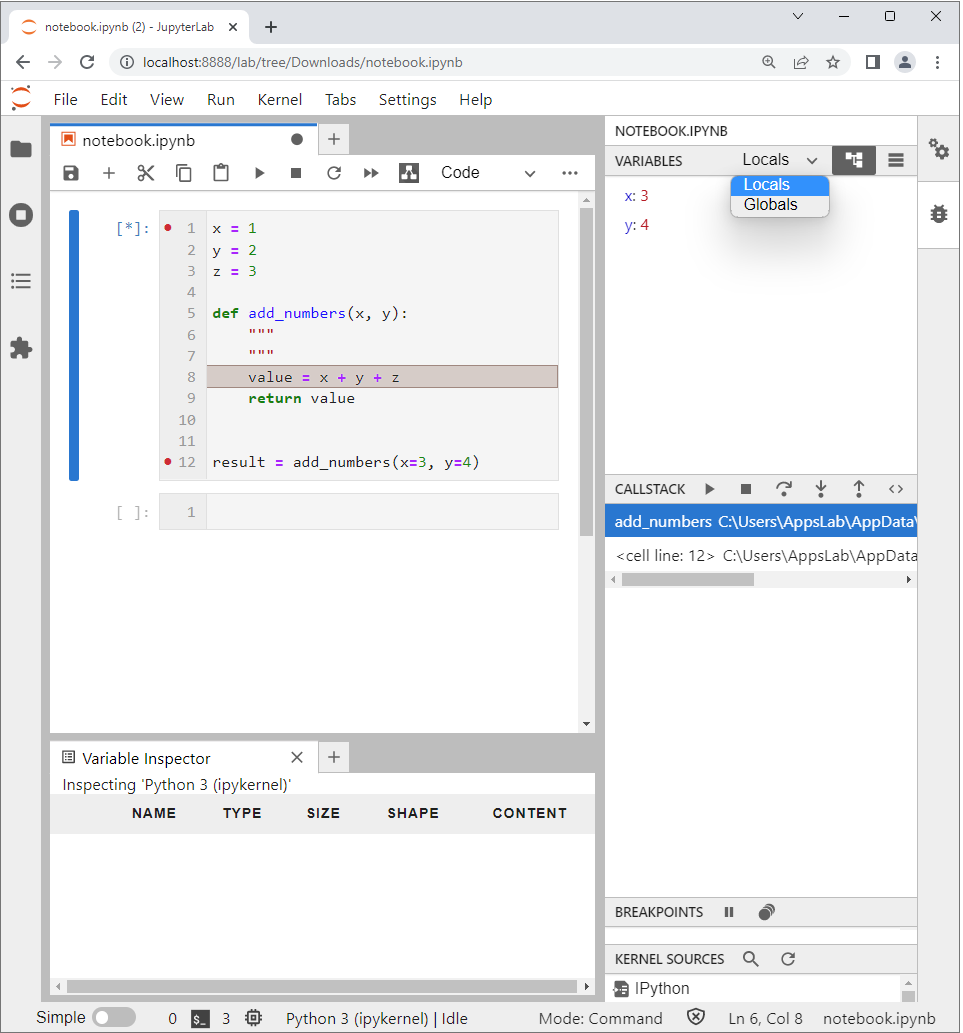 notebook.ipynb (2) - JupyterLab
localhost:8888/lab/tree/Downloads/notebook.ipynb
File Edit View Run Kernel Tabs Settings Help
notebook.ipynb
Code
[*]:
1 x = 1
2 y = 2
3 z = 3
4
5 def add_numbers(x, y):
6     """
7     """
8     value = x + y + z
9     return value
10
11
12 result = add_numbers(x=3, y=4)
[ ]:
1
Variable Inspector
Inspecting 'Python 3 (ipykernel)'
NAME TYPE SIZE SHAPE CONTENT
NOTEBOOK.IPYNB
VARIABLES Locals
Locals
Globals
x: 3
y: 4
CALLSTACK
add_numbers C:\Users\AppsLab\AppData\
<cell line: 12> C:\Users\AppsLab\AppData
BREAKPOINTS
KERNEL SOURCES
IPython
Simple 0 $_ 3 Python 3 (ipykernel) | Idle Mode: Command Ln 6, Col 8 notebook.ipynb